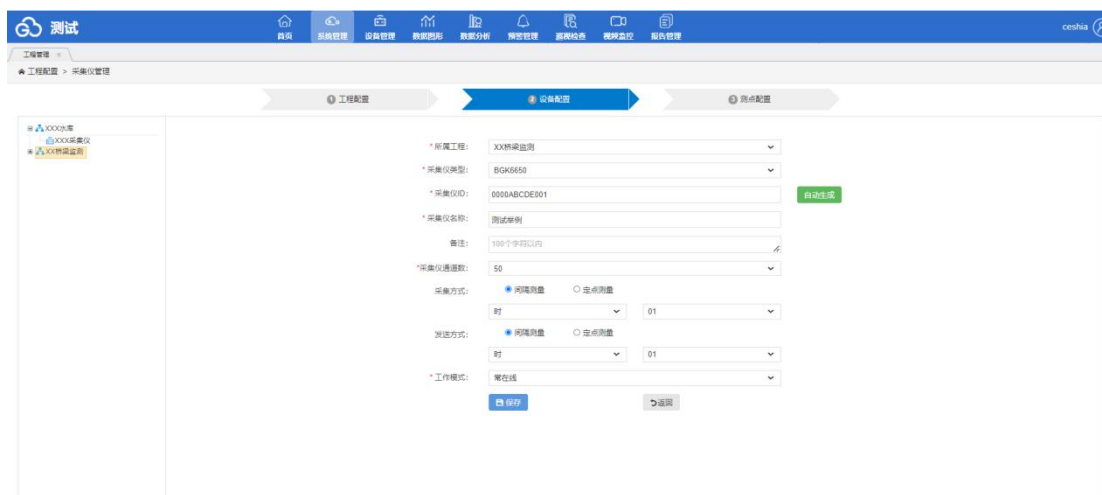 测试
首页 系统管理 设备管理 数据图形 数据分析 预警管理 巡视检查 视频监控 报告管理
ceshia
工程管理 ×
工程配置 > 采集仪管理
1 工程配置 2 设备配置 3 测点配置
XXX水库
XXX采集仪
XX桥梁监测
*所属工程: XX桥梁监测
*采集仪类型: BGK6650
*采集仪ID: 0000ABCDE001 自动生成
*采集仪名称: 测试举例
备注: 100个字符以内
*采集仪通道数: 50
采集方式: 间隔测量 定点测量
时 01
发送方式: 间隔测量 定点测量
时 01
*工作模式: 常在线
保存 返回